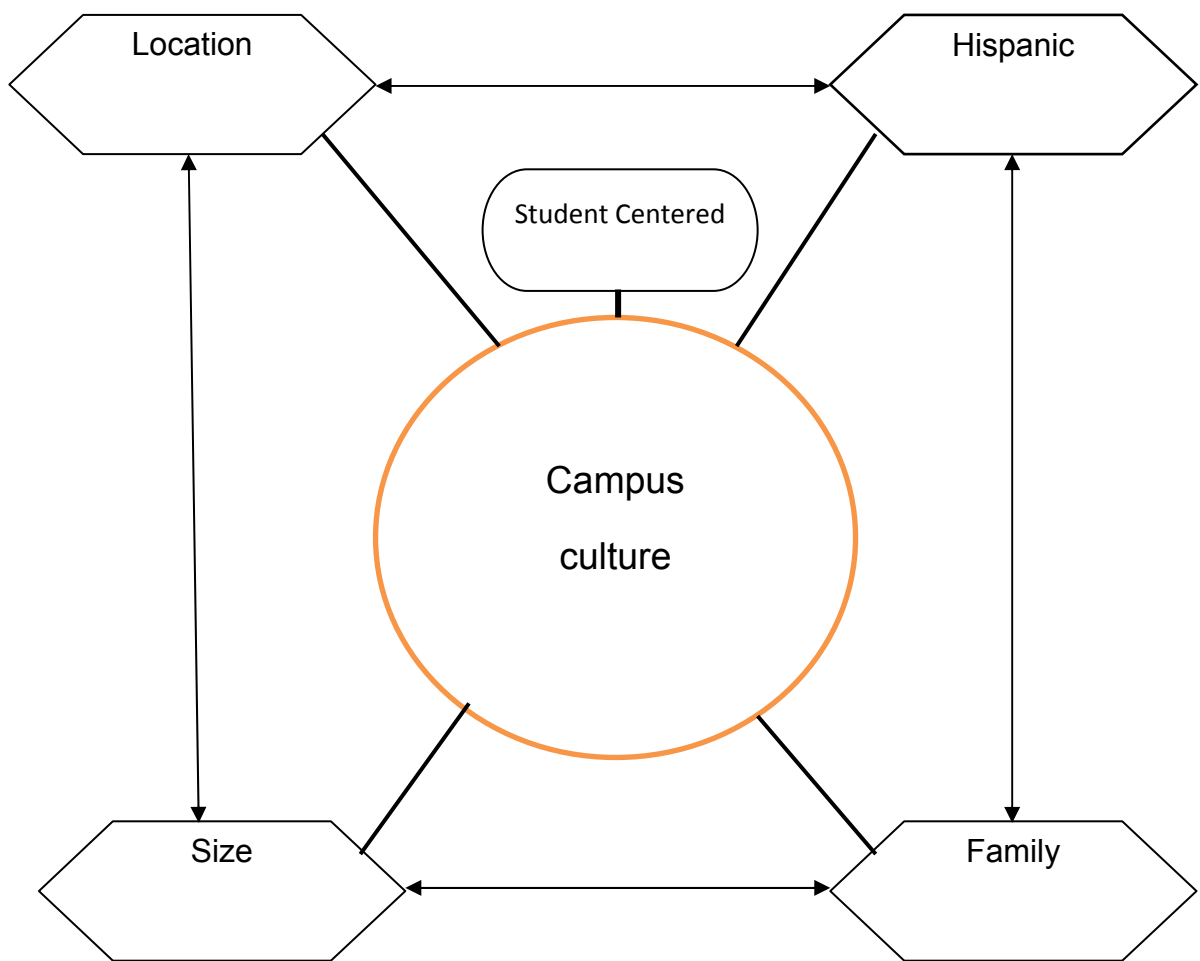 Location
Hispanic
Student Centered
Campus
culture
Size
Family